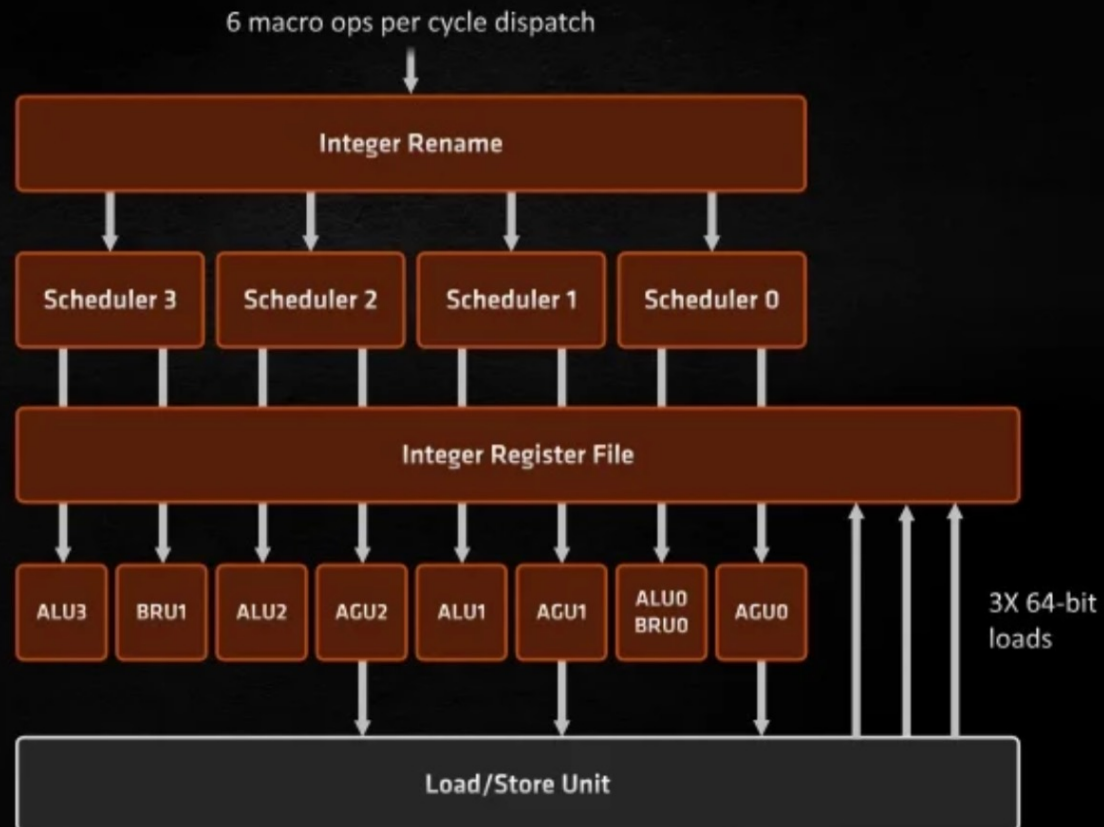 6 macro ops per cycle dispatch
Integer Rename
Scheduler 3
Scheduler 2
Scheduler 1
Scheduler 0
Integer Register File
ALU3
BRU1
ALU2
AGU2
ALU1
AGU1
ALU0
BRU0
AGU0
3X 64-bit
loads
Load/Store Unit